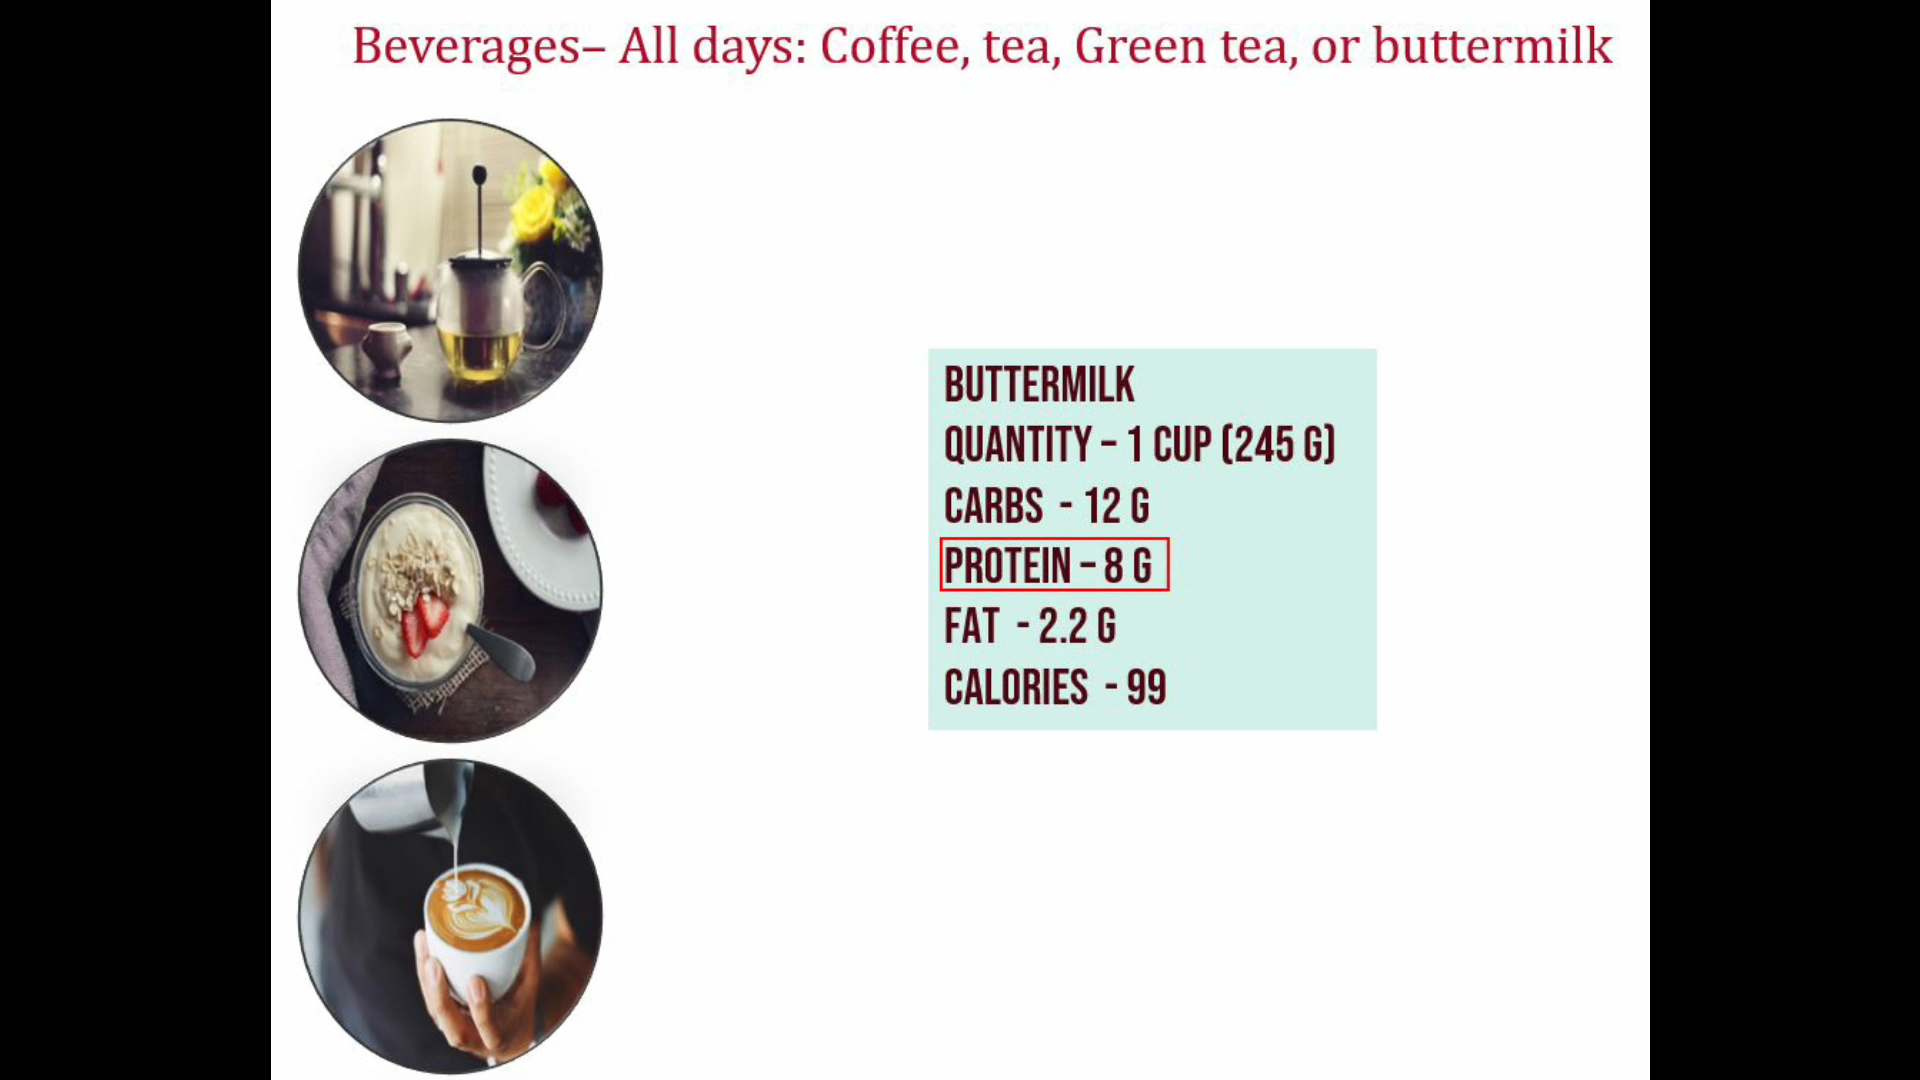 Beverages– All days: Coffee, tea, Green tea, or buttermilk
BUTTERMILK
QUANTITY – 1 CUP (245 G)
CARBS - 12 G
PROTEIN – 8 G
FAT - 2.2 G
CALORIES - 99